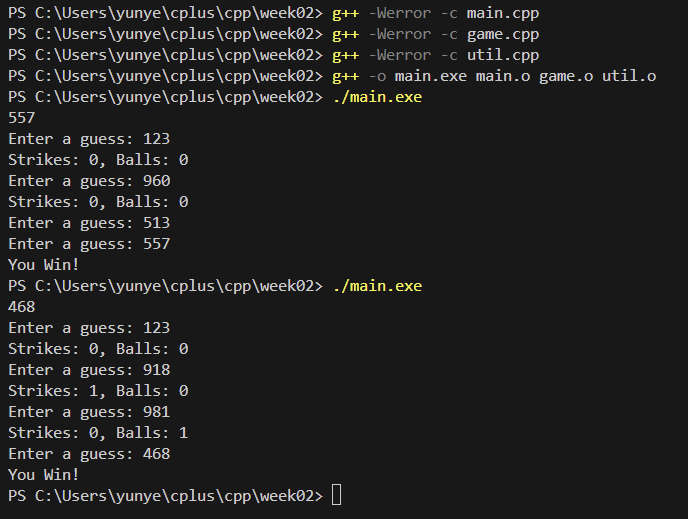 PS C:\Users\yunye\cplus\cpp\week02> g++ -Werror -c main.cpp
PS C:\Users\yunye\cplus\cpp\week02> g++ -Werror -c game.cpp
PS C:\Users\yunye\cplus\cpp\week02> g++ -Werror -c util.cpp
PS C:\Users\yunye\cplus\cpp\week02> g++ -o main.exe main.o game.o util.o
PS C:\Users\yunye\cplus\cpp\week02> ./main.exe
557
Enter a guess: 123
Strikes: 0, Balls: 0
Enter a guess: 960
Strikes: 0, Balls: 0
Enter a guess: 513
Enter a guess: 557
You Win!
PS C:\Users\yunye\cplus\cpp\week02> ./main.exe
468
Enter a guess: 123
Strikes: 0, Balls: 0
Enter a guess: 918
Strikes: 1, Balls: 0
Enter a guess: 981
Strikes: 0, Balls: 1
Enter a guess: 468
You Win!
PS C:\Users\yunye\cplus\cpp\week02>